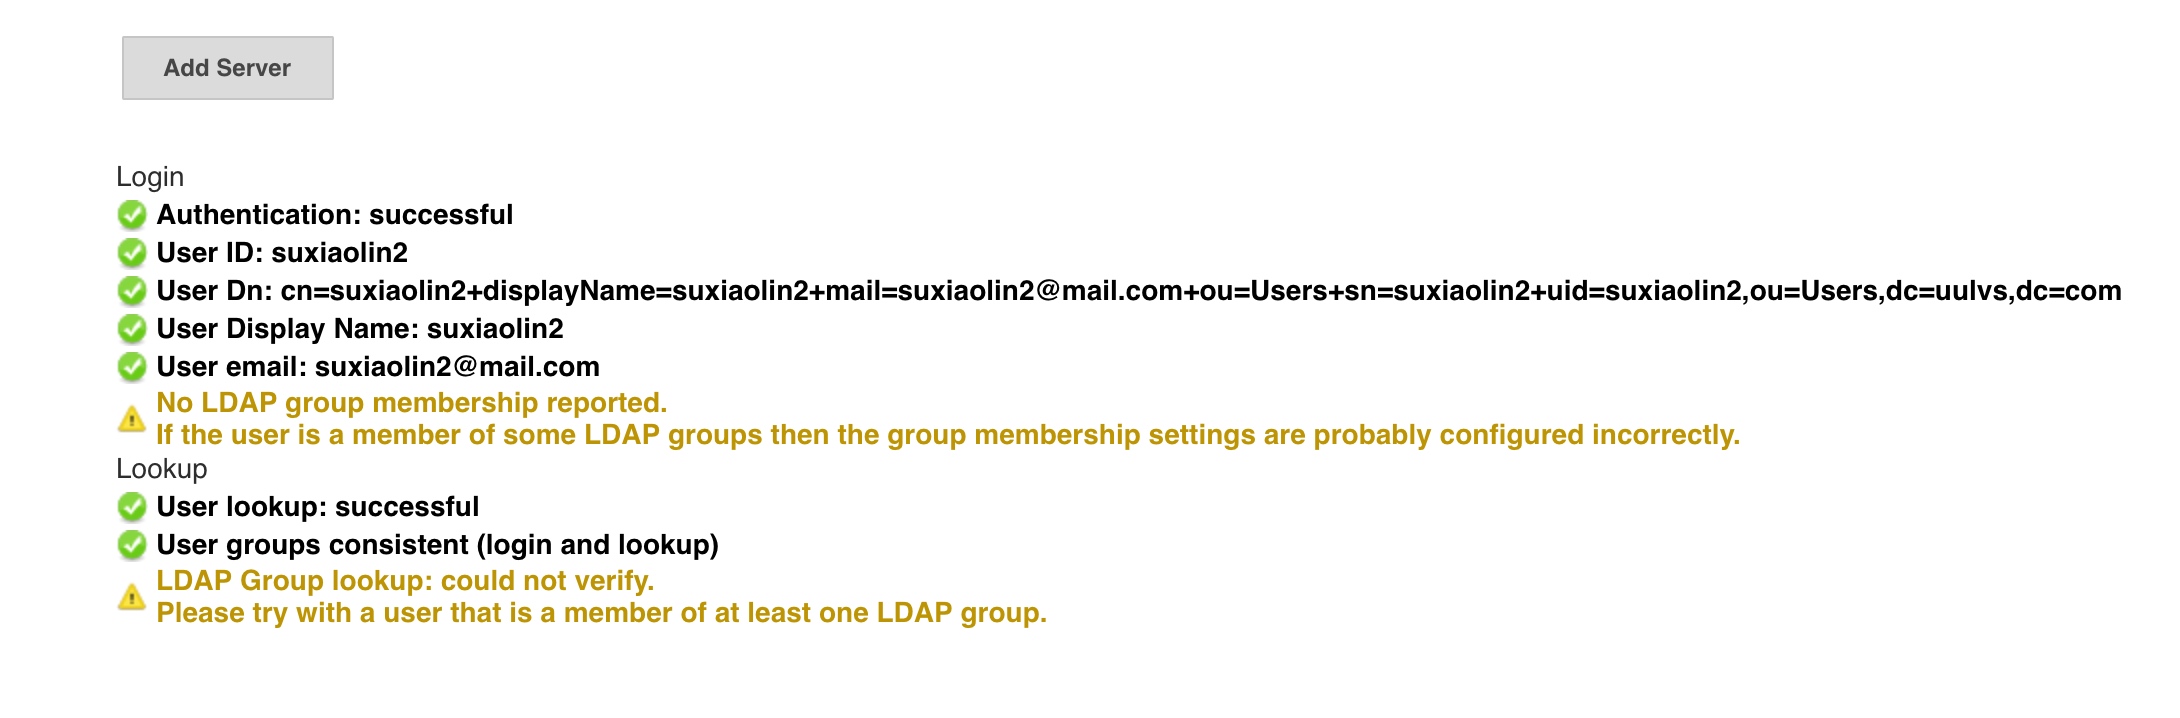 Add Server
Login
Authentication: successful
User ID: suxiaolin2
User Dn: cn=suxiaolin2+displayName=suxiaolin2+mail=suxiaolin2@mail.com+ou=Users+sn=suxiaolin2+uid=suxiaolin2,ou=Users,dc=uulvs,dc=com
User Display Name: suxiaolin2
User email: suxiaolin2@mail.com
No LDAP group membership reported.
If the user is a member of some LDAP groups then the group membership settings are probably configured incorrectly.
Lookup
User lookup: successful
User groups consistent (login and lookup)
LDAP Group lookup: could not verify.
Please try with a user that is a member of at least one LDAP group.